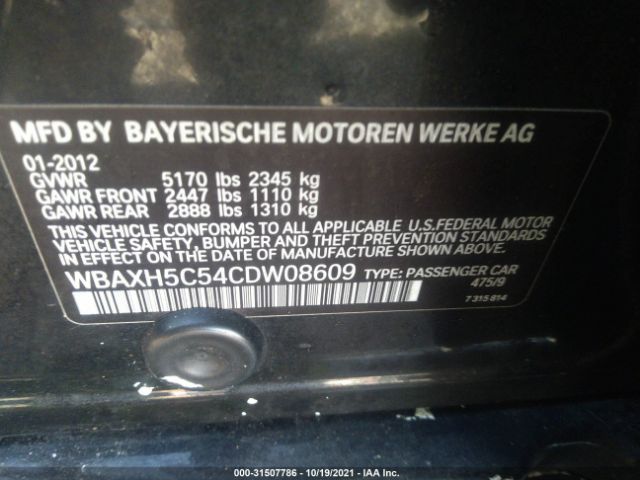 MFD BY BAYERISCHE MOTOREN WERKE AG
01-2012
GVWR 5170 lbs 2345 kg
GAWR FRONT 2447 lbs 1110 kg
GAWR REAR 2888 lbs 1310 kg
THIS VEHICLE CONFORMS TO ALL APPLICABLE U.S.FEDERAL MOTOR
VEHICLE SAFETY, BUMPER AND THEFT PREVENTION STANDARDS
IN EFFECT ON THE DATE OF MANUFACTURE SHOWN ABOVE.
WBAXH5C54CDW08609 TYPE: PASSENGER CAR
475/9
7 315 814
000-31507786 - 10/19/2021 - IAA Inc.